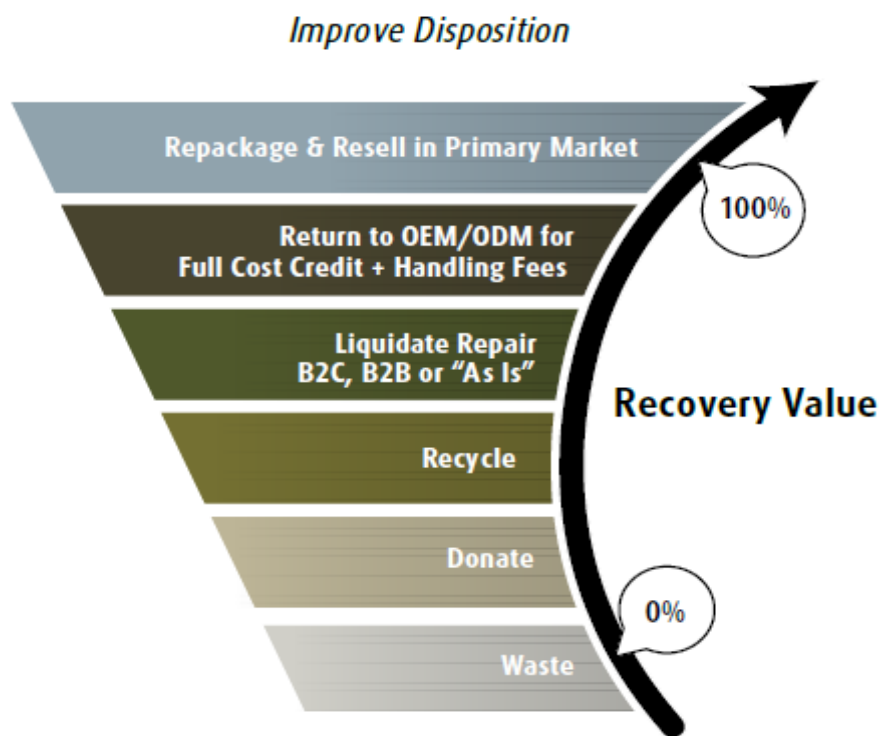 Improve Disposition
Repackage & Resell in Primary Market
100%
Return to OEM/ODM for
Full Cost Credit + Handling Fees
Liquidate Repair
B2C, B2B or “As Is”
Recovery Value
Recycle
Donate
0%
Waste